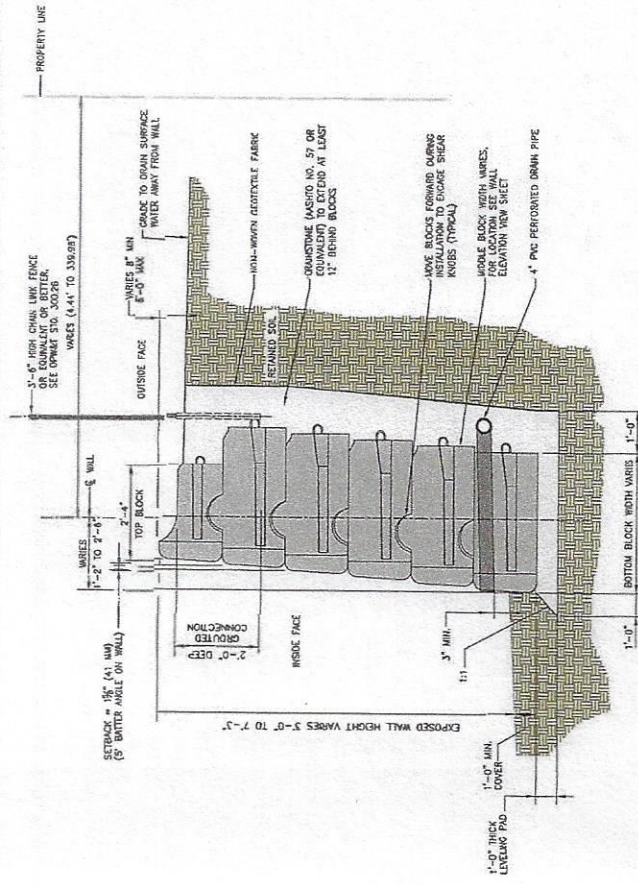 PROPERTY LINE
3'-6" HIGH CHAIN LINK FENCE
OR EQUIVALENT OR BETTER.
SEE
STD. 300.26
VARIES (4.44' TO 339.98')
GRADE TO DRAIN SURFACE
WATER AWAY FROM WALL
VARIES 8" MIN
6'-0" MAX
OUTSIDE FACE
RETAINED SOIL
NON-WOVEN GEOTEXTILE FABRIC
DRAINSTONE (AASHTO NO. 57 OR
EQUIVALENT) TO EXTEND AT LEAST
12" BEHIND BLOCKS
MOVE BLOCKS FORWARD DURING
INSTALLATION TO ENGAGE SHEAR
KNOBS (TYPICAL)
MIDDLE BLOCK WIDTH VARIES,
FOR LOCATION SEE WALL
ELEVATION VIEW SHEET
4" PVC PERFORATED DRAIN PIPE
℄ WALL
VARIES
1'-2" TO 2'-6"
2'-4"
TOP BLOCK
SETBACK = 1⅝" (41 MM)
(5° BATTER ANGLE ON WALL)
2'-0" DEEP
GROUTED
CONNECTION
INSIDE FACE
EXPOSED WALL HEIGHT VARIES 3'-0" TO 7'-3"
3" MIN.
1:1
1'-0" MIN.
COVER
1'-0" THICK
LEVELING PAD
1'-0"
BOTTOM BLOCK WIDTH VARIES
1'-0"